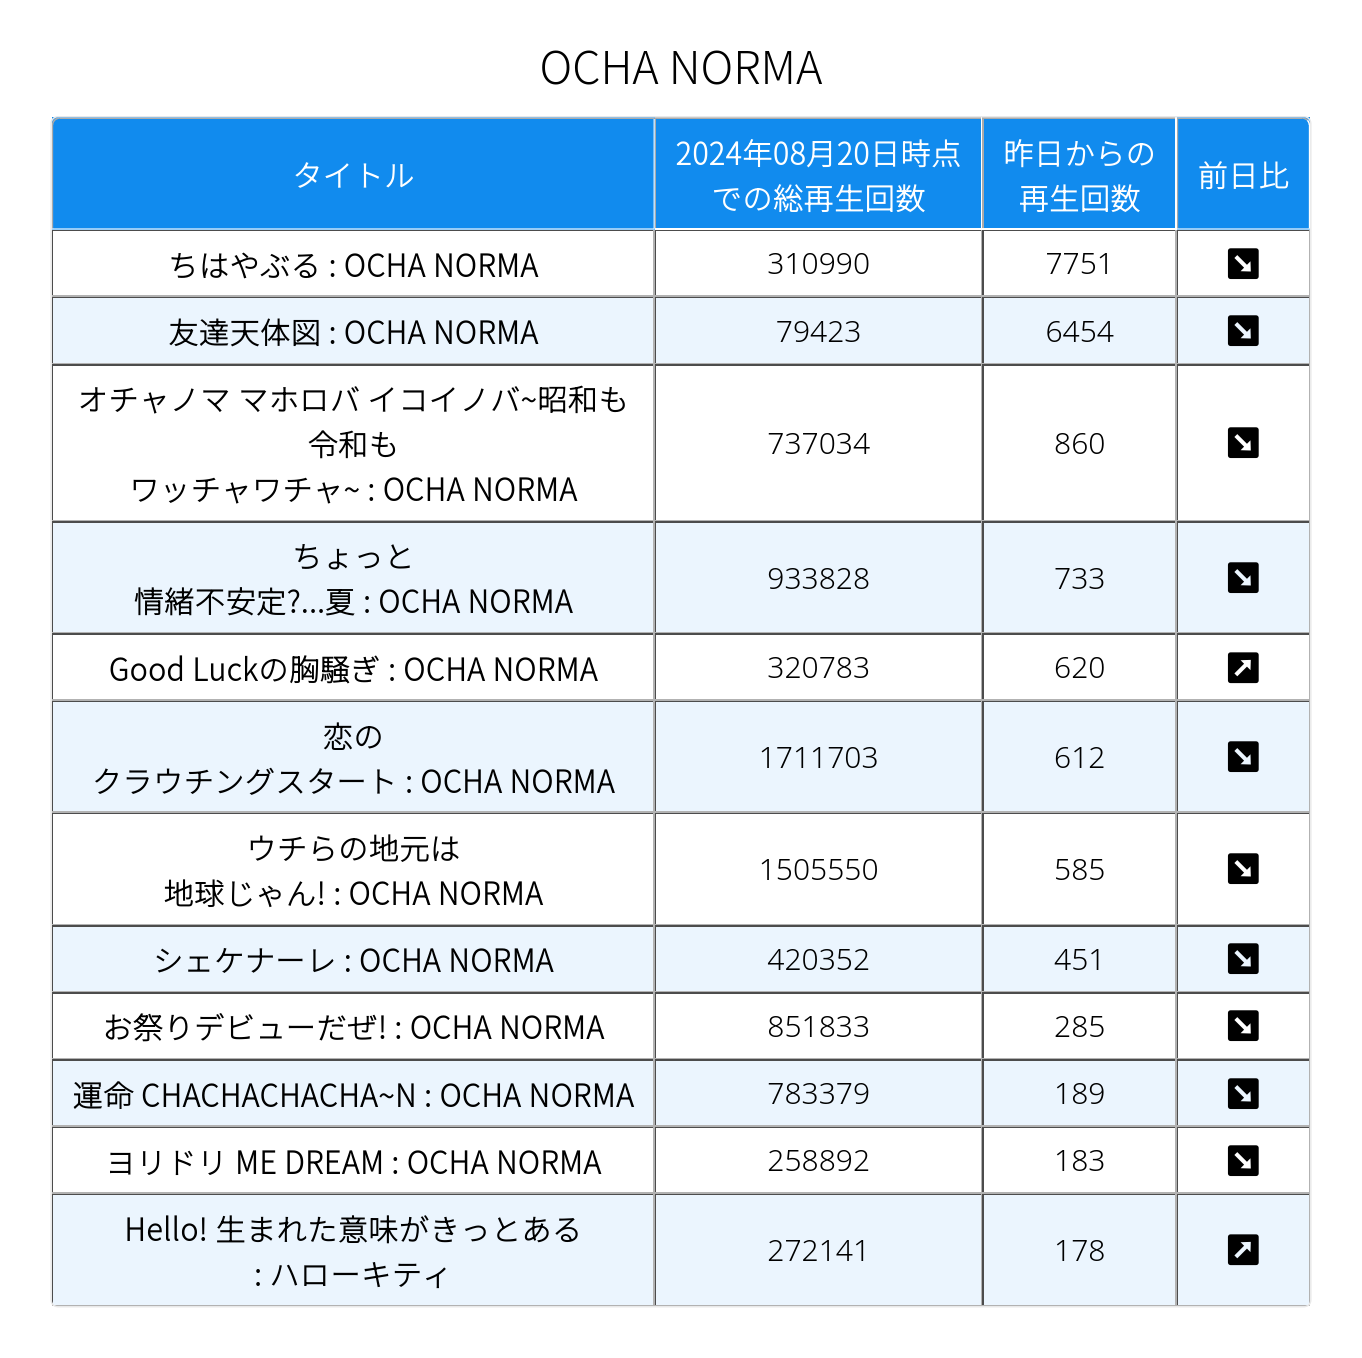 OCHA NORMA
タイトル
2024年08月20日時点
での総再生回数
昨日からの
再生回数
前日比
ちはやぶる : OCHA NORMA
310990
7751
友達天体図 : OCHA NORMA
79423
6454
オチャノマ マホロバ イコイノバ~昭和も
令和も
ワッチャワチャ~ : OCHA NORMA
737034
860
ちょっと
情緒不安定?...夏 : OCHA NORMA
933828
733
Good Luckの胸騒ぎ : OCHA NORMA
320783
620
恋の
クラウチングスタート : OCHA NORMA
1711703
612
ウチらの地元は
地球じゃん! : OCHA NORMA
1505550
585
シェケナーレ : OCHA NORMA
420352
451
お祭りデビューだぜ! : OCHA NORMA
851833
285
運命 CHACHACHACHA~N : OCHA NORMA
783379
189
ヨリドリ ME DREAM : OCHA NORMA
258892
183
Hello! 生まれた意味がきっとある
: ハローキティ
272141
178